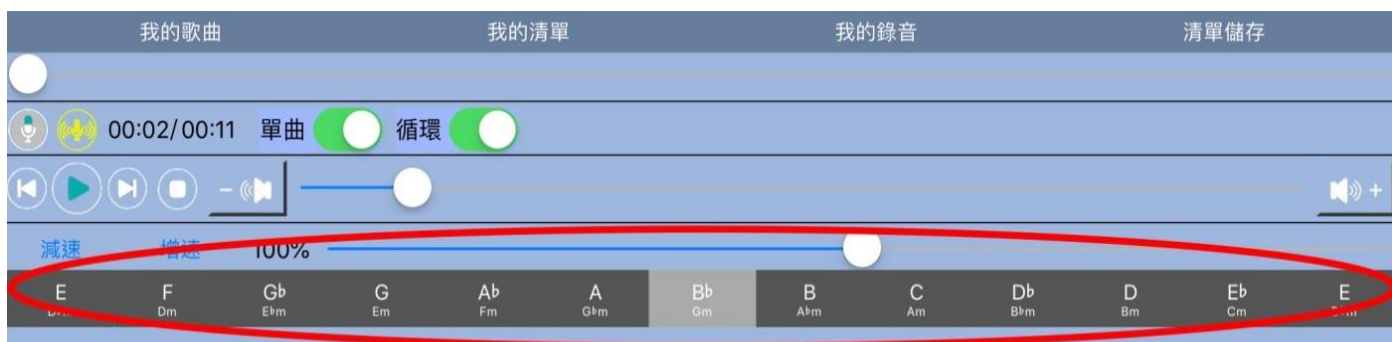 我的歌曲 我的清單 我的錄音 清單儲存
00:02/00:11 單曲 循環
- +
減速 增速 100%
E F G♭ G A♭ A B♭ B C D♭ D E♭ E
Dm E♭m Em Fm G♭m Gm A♭m Am B♭m Bm Cm